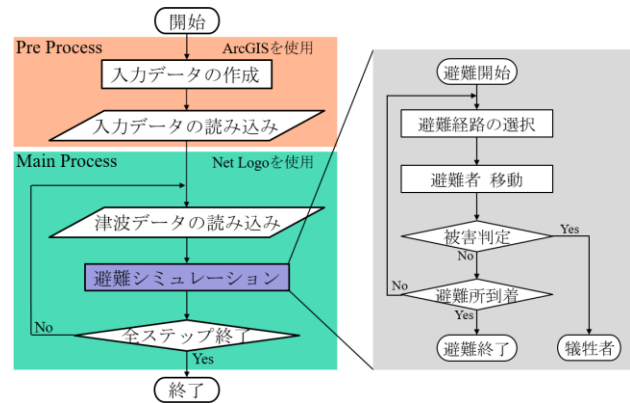 開始
Pre Process
ArcGISを使用
入力データの作成
入力データの読み込み
Main Process
Net Logoを使用
津波データの読み込み
避難シミュレーション
No
全ステップ終了
Yes
終了
避難開始
避難経路の選択
避難者 移動
被害判定
Yes
No
No
避難所到着
Yes
避難終了
犠牲者